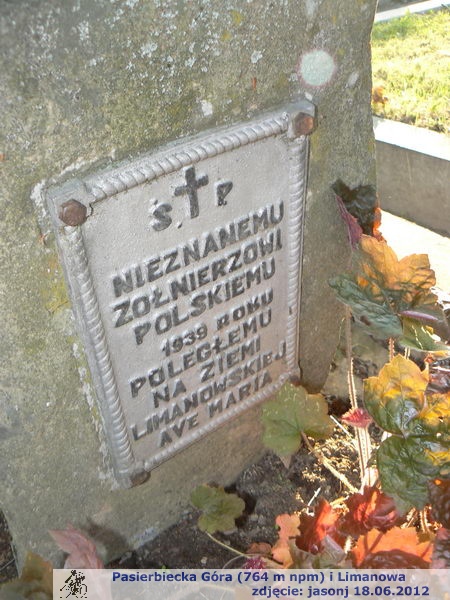 Ś. † P.
NIEZNANEMU
ŻOŁNIERZOWI
POLSKIEMU
1939 ROKU
POLEGŁEMU
NA ZIEMI
LIMANOWSKIEJ
AVE MARIA
Pasierbiecka Góra (764 m npm) i Limanowa
zdjęcie: jasonj 18.06.2012